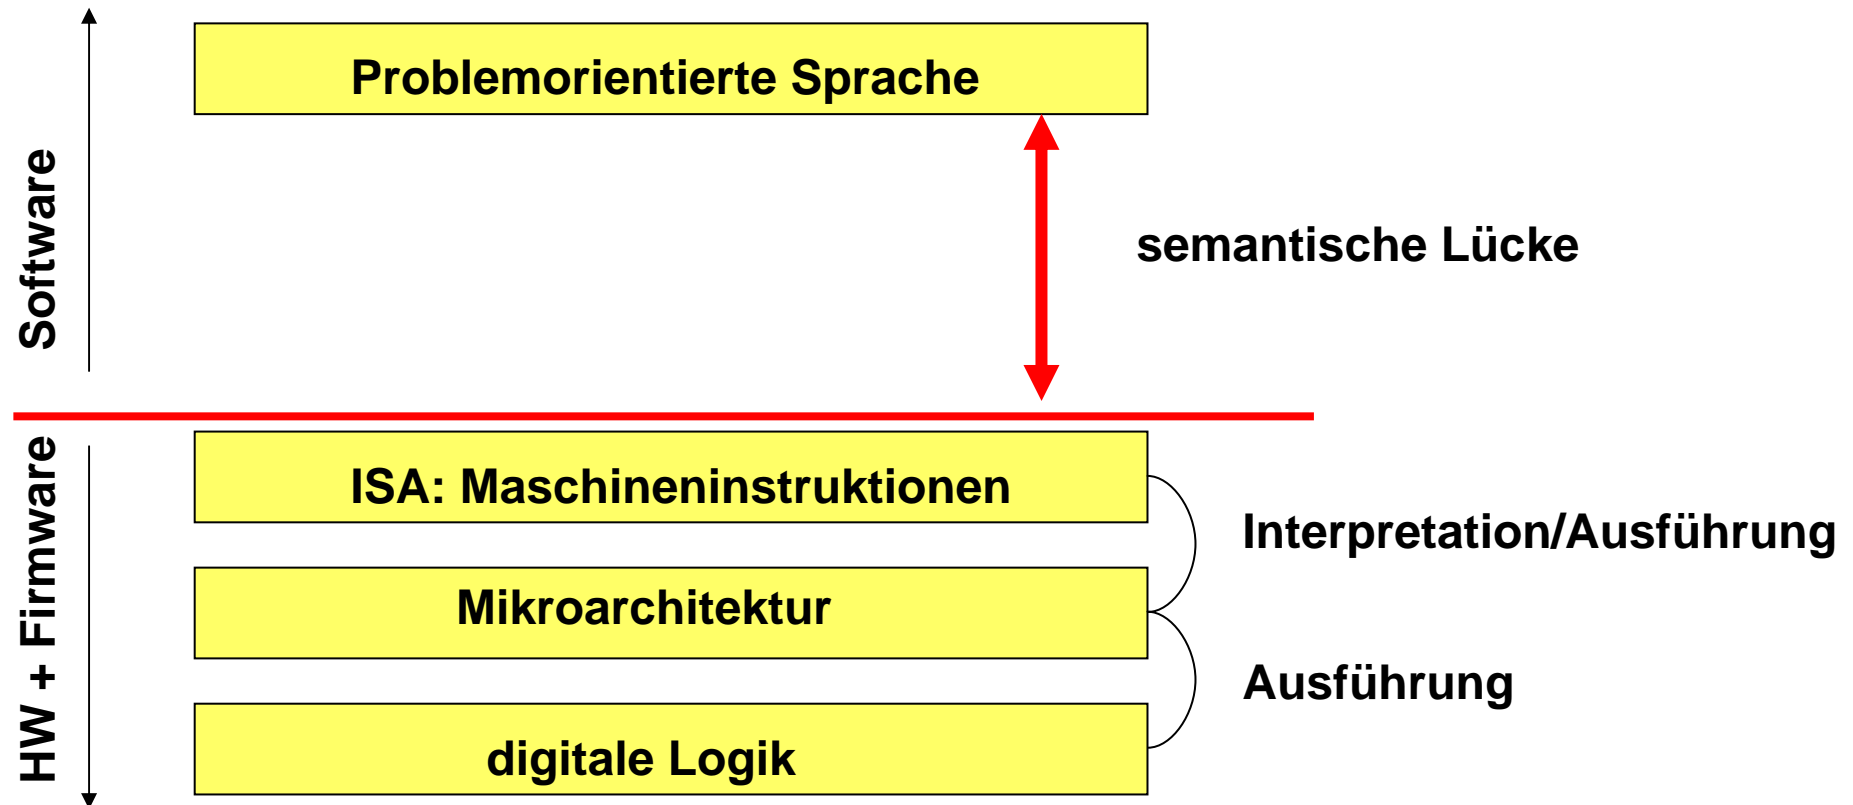 Software
Problemorientierte Sprache
semantische Lücke
HW + Firmware
ISA: Maschineninstruktionen
Interpretation/Ausführung
Mikroarchitektur
Ausführung
digitale Logik